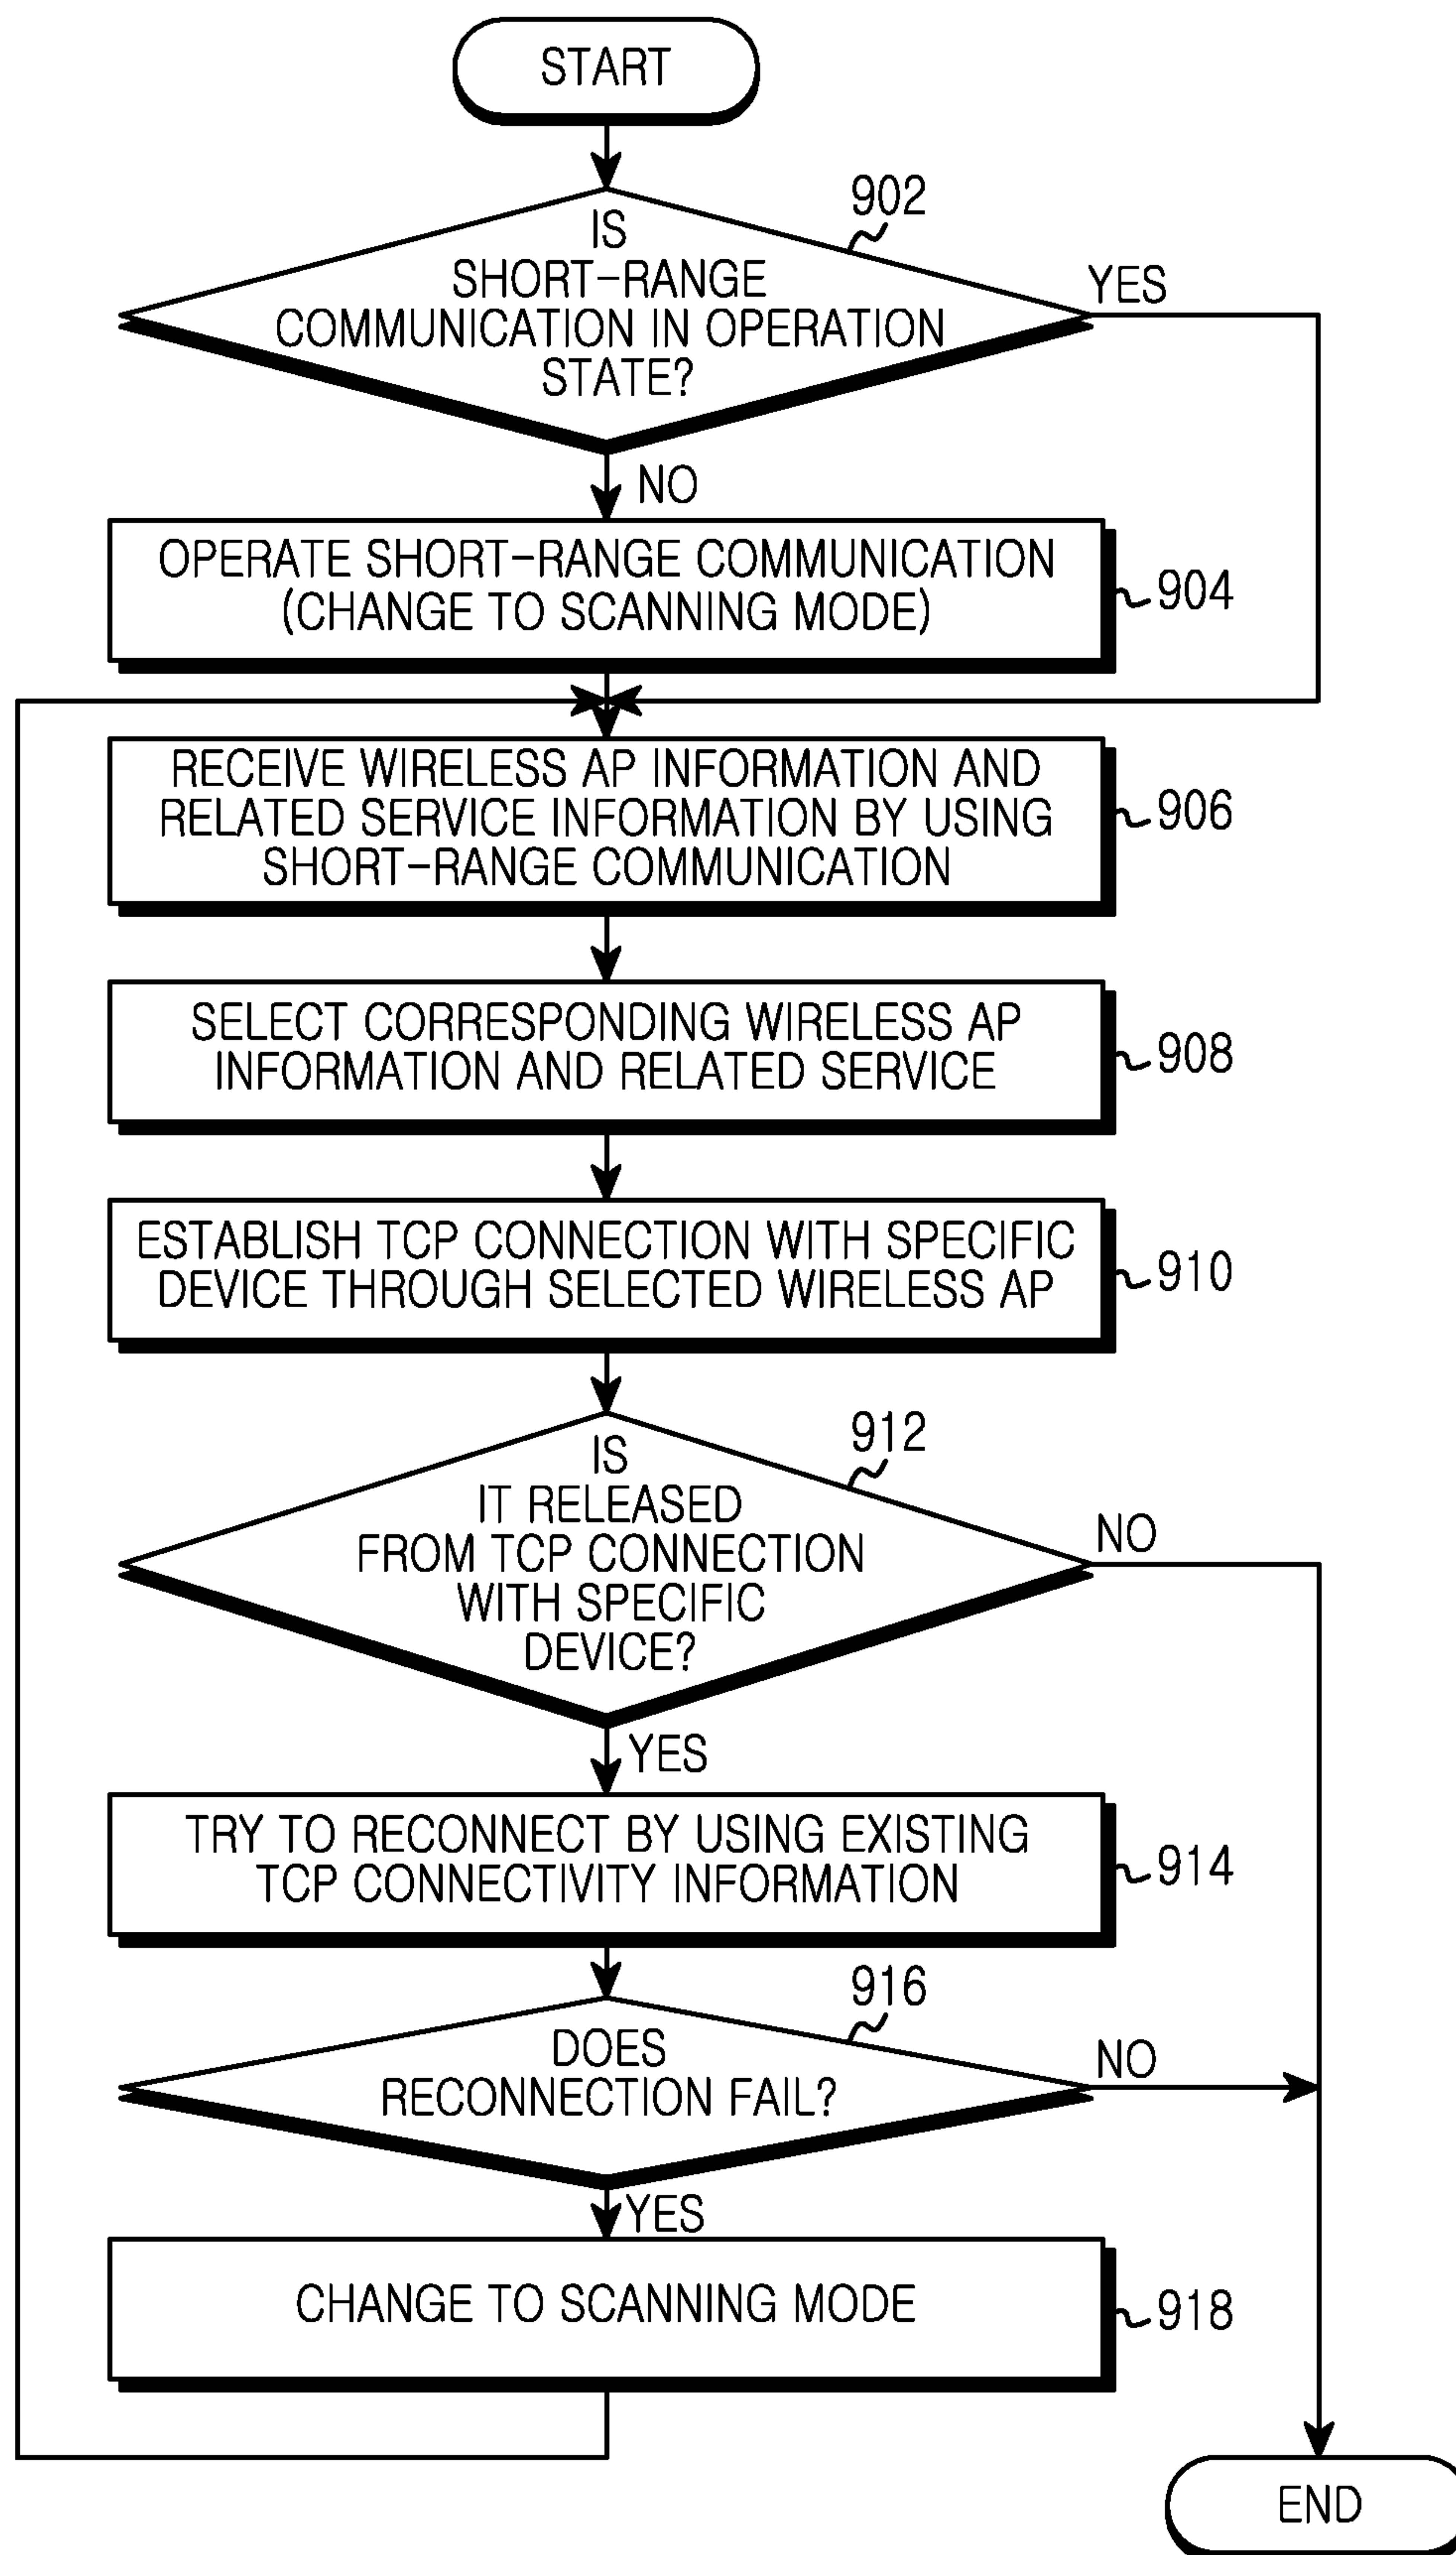 START
902
IS
SHORT-RANGE
COMMUNICATION IN OPERATION
STATE?
YES
NO
OPERATE SHORT-RANGE COMMUNICATION
(CHANGE TO SCANNING MODE)
904
RECEIVE WIRELESS AP INFORMATION AND
RELATED SERVICE INFORMATION BY USING
SHORT-RANGE COMMUNICATION
906
SELECT CORRESPONDING WIRELESS AP
INFORMATION AND RELATED SERVICE
908
ESTABLISH TCP CONNECTION WITH SPECIFIC
DEVICE THROUGH SELECTED WIRELESS AP
910
912
IS
IT RELEASED
FROM TCP CONNECTION
WITH SPECIFIC
DEVICE?
NO
YES
TRY TO RECONNECT BY USING EXISTING
TCP CONNECTIVITY INFORMATION
914
916
DOES
RECONNECTION FAIL?
NO
YES
CHANGE TO SCANNING MODE
918
END